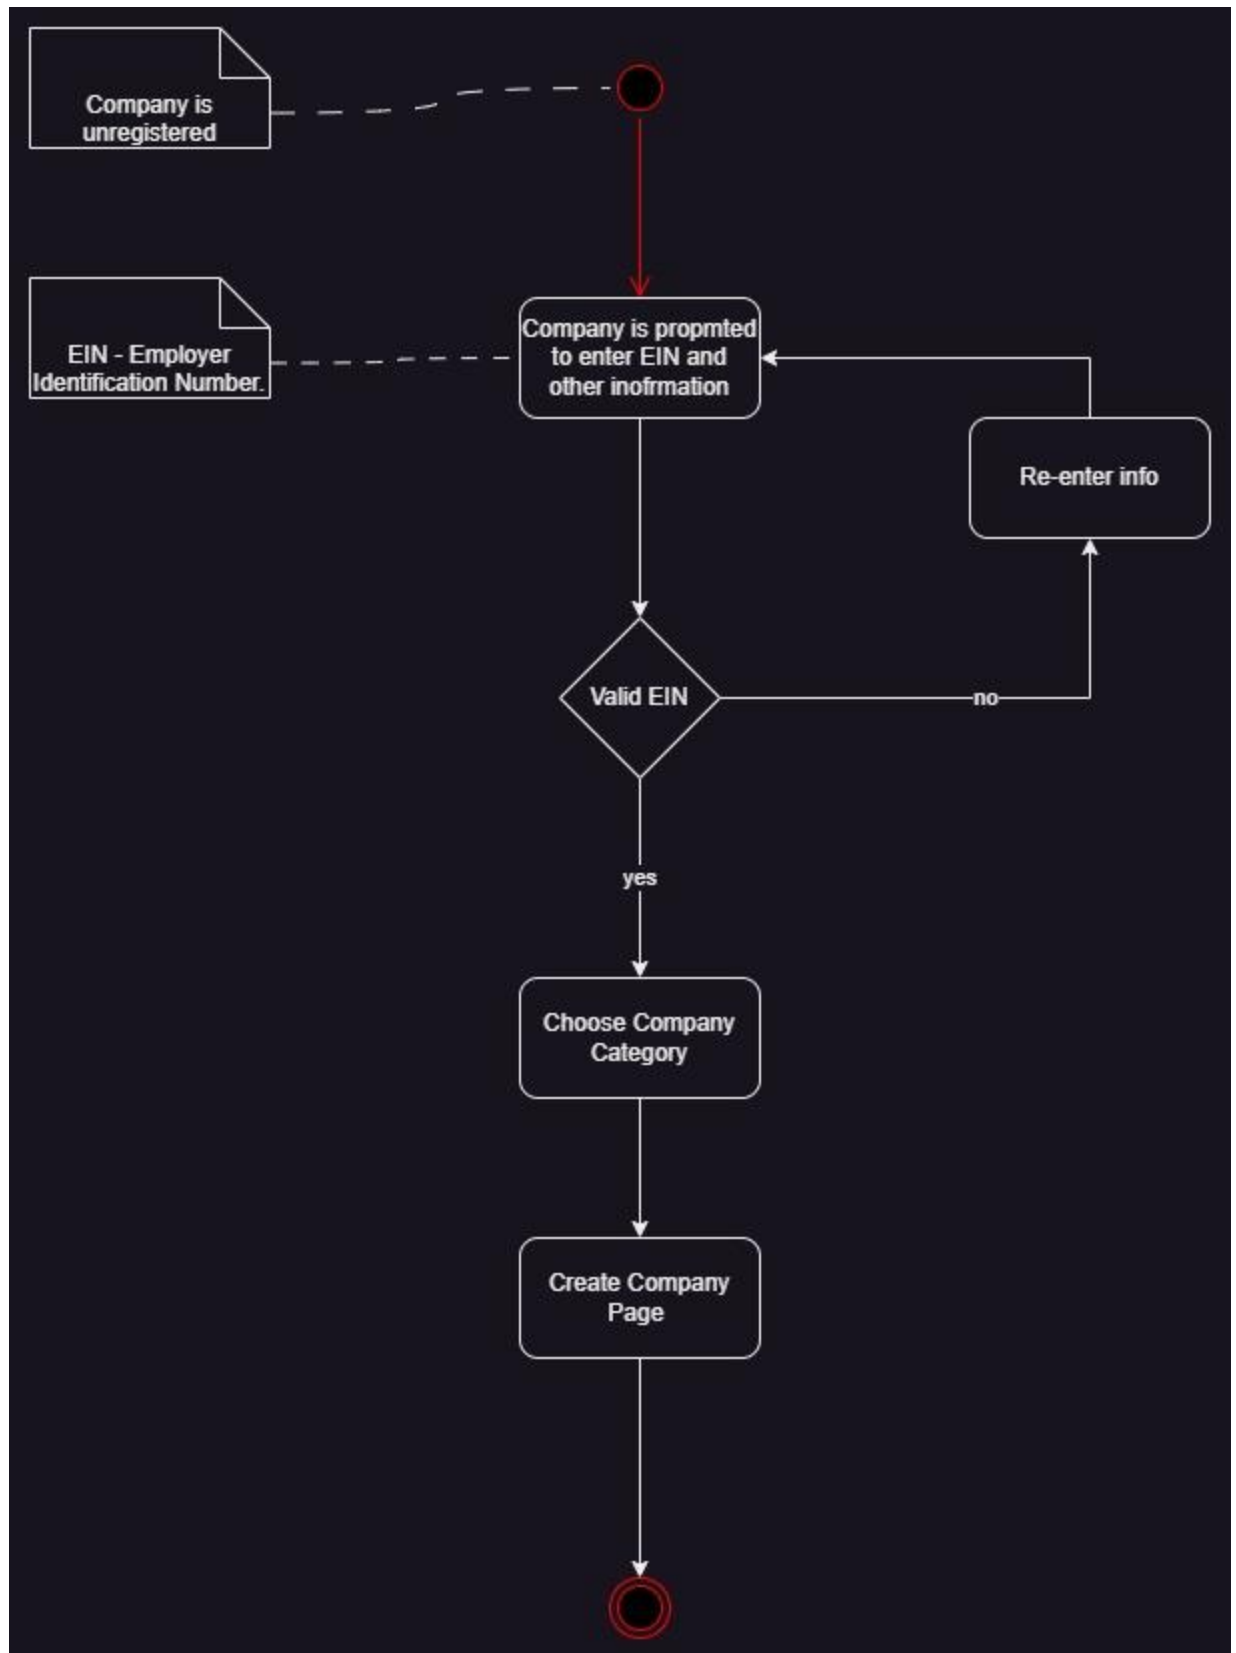 Company is
unregistered
EIN - Employer
Identification Number.
Company is propmted
to enter EIN and
other inofrmation
Re-enter info
Valid EIN
no
yes
Choose Company
Category
Create Company
Page